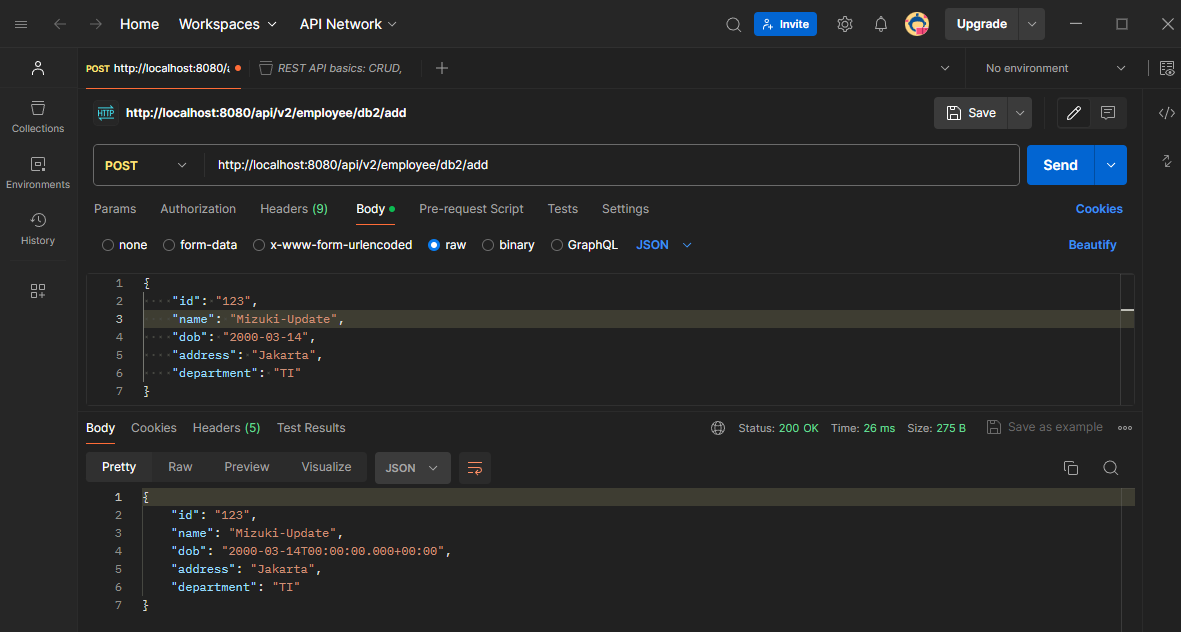 Home Workspaces API Network Invite Upgrade
POST http://localhost:8080/a REST API basics: CRUD, No environment
HTTP http://localhost:8080/api/v2/employee/db2/add Save
POST http://localhost:8080/api/v2/employee/db2/add Send
Collections
Environments
History
Params Authorization Headers (9) Body Pre-request Script Tests Settings Cookies
none form-data x-www-form-urlencoded raw binary GraphQL JSON Beautify
1 {
2 "id": "123",
3 "name": "Mizuki-Update",
4 "dob": "2000-03-14",
5 "address": "Jakarta",
6 "department": "TI"
7 }
Body Cookies Headers (5) Test Results Status: 200 OK Time: 26 ms Size: 275 B Save as example
Pretty Raw Preview Visualize JSON
1 {
2 "id": "123",
3 "name": "Mizuki-Update",
4 "dob": "2000-03-14T00:00:00.000+00:00",
5 "address": "Jakarta",
6 "department": "TI"
7 }